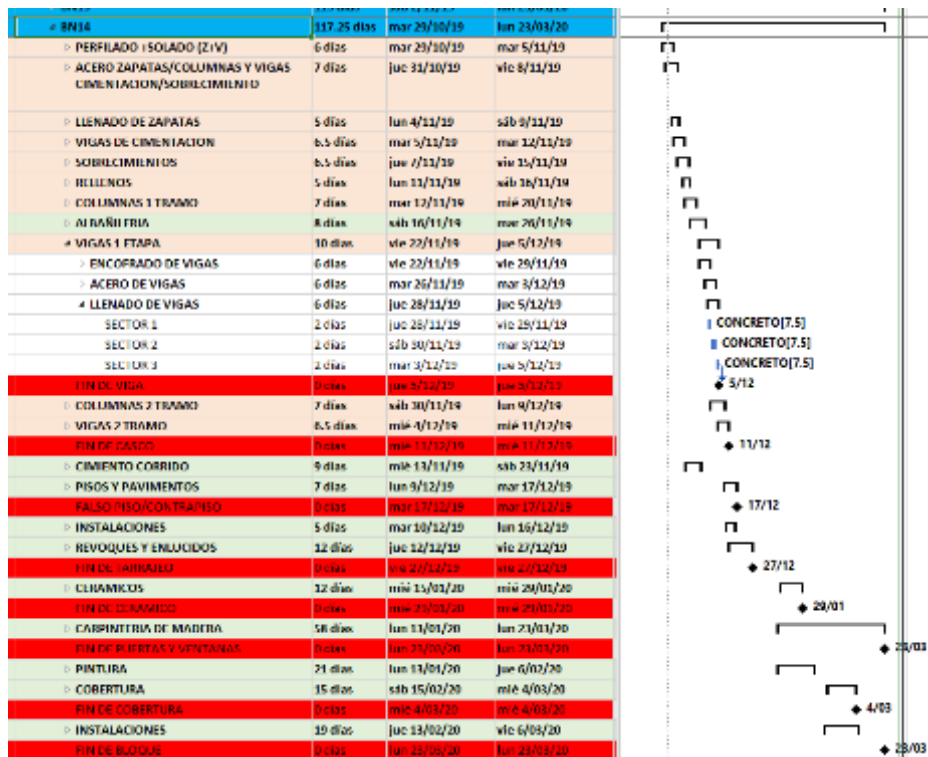 BN14 117.25 días mar 29/10/19 lun 23/03/20
PERFILADO +SOLADO (Z+V) 6 días mar 29/10/19 mar 5/11/19
ACERO ZAPATAS/COLUMNAS Y VIGAS 7 días jue 31/10/19 vie 8/11/19
CIMENTACION/SOBRECIMIENTO
LLENADO DE ZAPATAS 5 días lun 4/11/19 sáb 9/11/19
VIGAS DE CIMENTACION 6.5 días mar 5/11/19 mar 12/11/19
SOBRECIMIENTOS 6.5 días jue 7/11/19 vie 15/11/19
RELLENOS 5 días lun 11/11/19 sáb 16/11/19
COLUMNAS 1 TRAMO 7 días mar 12/11/19 mié 20/11/19
ALBAÑILERIA 8 días sáb 16/11/19 mar 26/11/19
VIGAS 1 ETAPA 10 días vie 22/11/19 jue 5/12/19
ENCOFRADO DE VIGAS 6 días vie 22/11/19 vie 29/11/19
ACERO DE VIGAS 6 días mar 26/11/19 mar 3/12/19
LLENADO DE VIGAS 6 días jue 28/11/19 jue 5/12/19
SECTOR 1 2 días jue 28/11/19 vie 29/11/19 CONCRETO[7.5]
SECTOR 2 2 días sáb 30/11/19 mar 3/12/19 CONCRETO[7.5]
SECTOR 3 2 días mar 3/12/19 jue 5/12/19 CONCRETO[7.5]
FIN DE VIGA 0 días jue 5/12/19 jue 5/12/19 5/12
COLUMNAS 2 TRAMO 7 días sáb 30/11/19 lun 9/12/19
VIGAS 2 TRAMO 6.5 días mié 4/12/19 mié 11/12/19
FIN DE CASCO 0 días mié 11/12/19 mié 11/12/19 11/12
CIMIENTO CORRIDO 9 días mié 13/11/19 sáb 23/11/19
PISOS Y PAVIMENTOS 7 días lun 9/12/19 mar 17/12/19
FALSO PISO/CONTRAPISO 0 días mar 17/12/19 mar 17/12/19 17/12
INSTALACIONES 5 días mar 10/12/19 lun 16/12/19
REVOQUES Y ENLUCIDOS 12 días jue 12/12/19 vie 27/12/19
FIN DE TARRAJEO 0 días vie 27/12/19 vie 27/12/19 27/12
CERAMICOS 12 días mié 15/01/20 mié 29/01/20
FIN DE CERAMICO 0 días mié 29/01/20 mié 29/01/20 29/01
CARPINTERIA DE MADERA 58 días lun 13/01/20 lun 23/03/20
FIN DE PUERTAS Y VENTANAS 0 días lun 23/03/20 lun 23/03/20 23/03
PINTURA 21 días lun 13/01/20 jue 6/02/20
COBERTURA 15 días sáb 15/02/20 mié 4/03/20
FIN DE COBERTURA 0 días mié 4/03/20 mié 4/03/20 4/03
INSTALACIONES 19 días jue 13/02/20 vie 6/03/20
FIN DE BLOQUE 0 días lun 23/03/20 lun 23/03/20 23/03